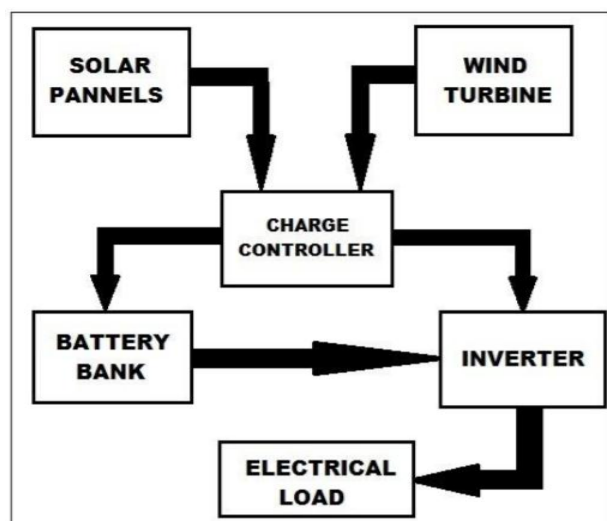 SOLAR
PANNELS
WIND
TURBINE
CHARGE
CONTROLLER
BATTERY
BANK
INVERTER
ELECTRICAL
LOAD